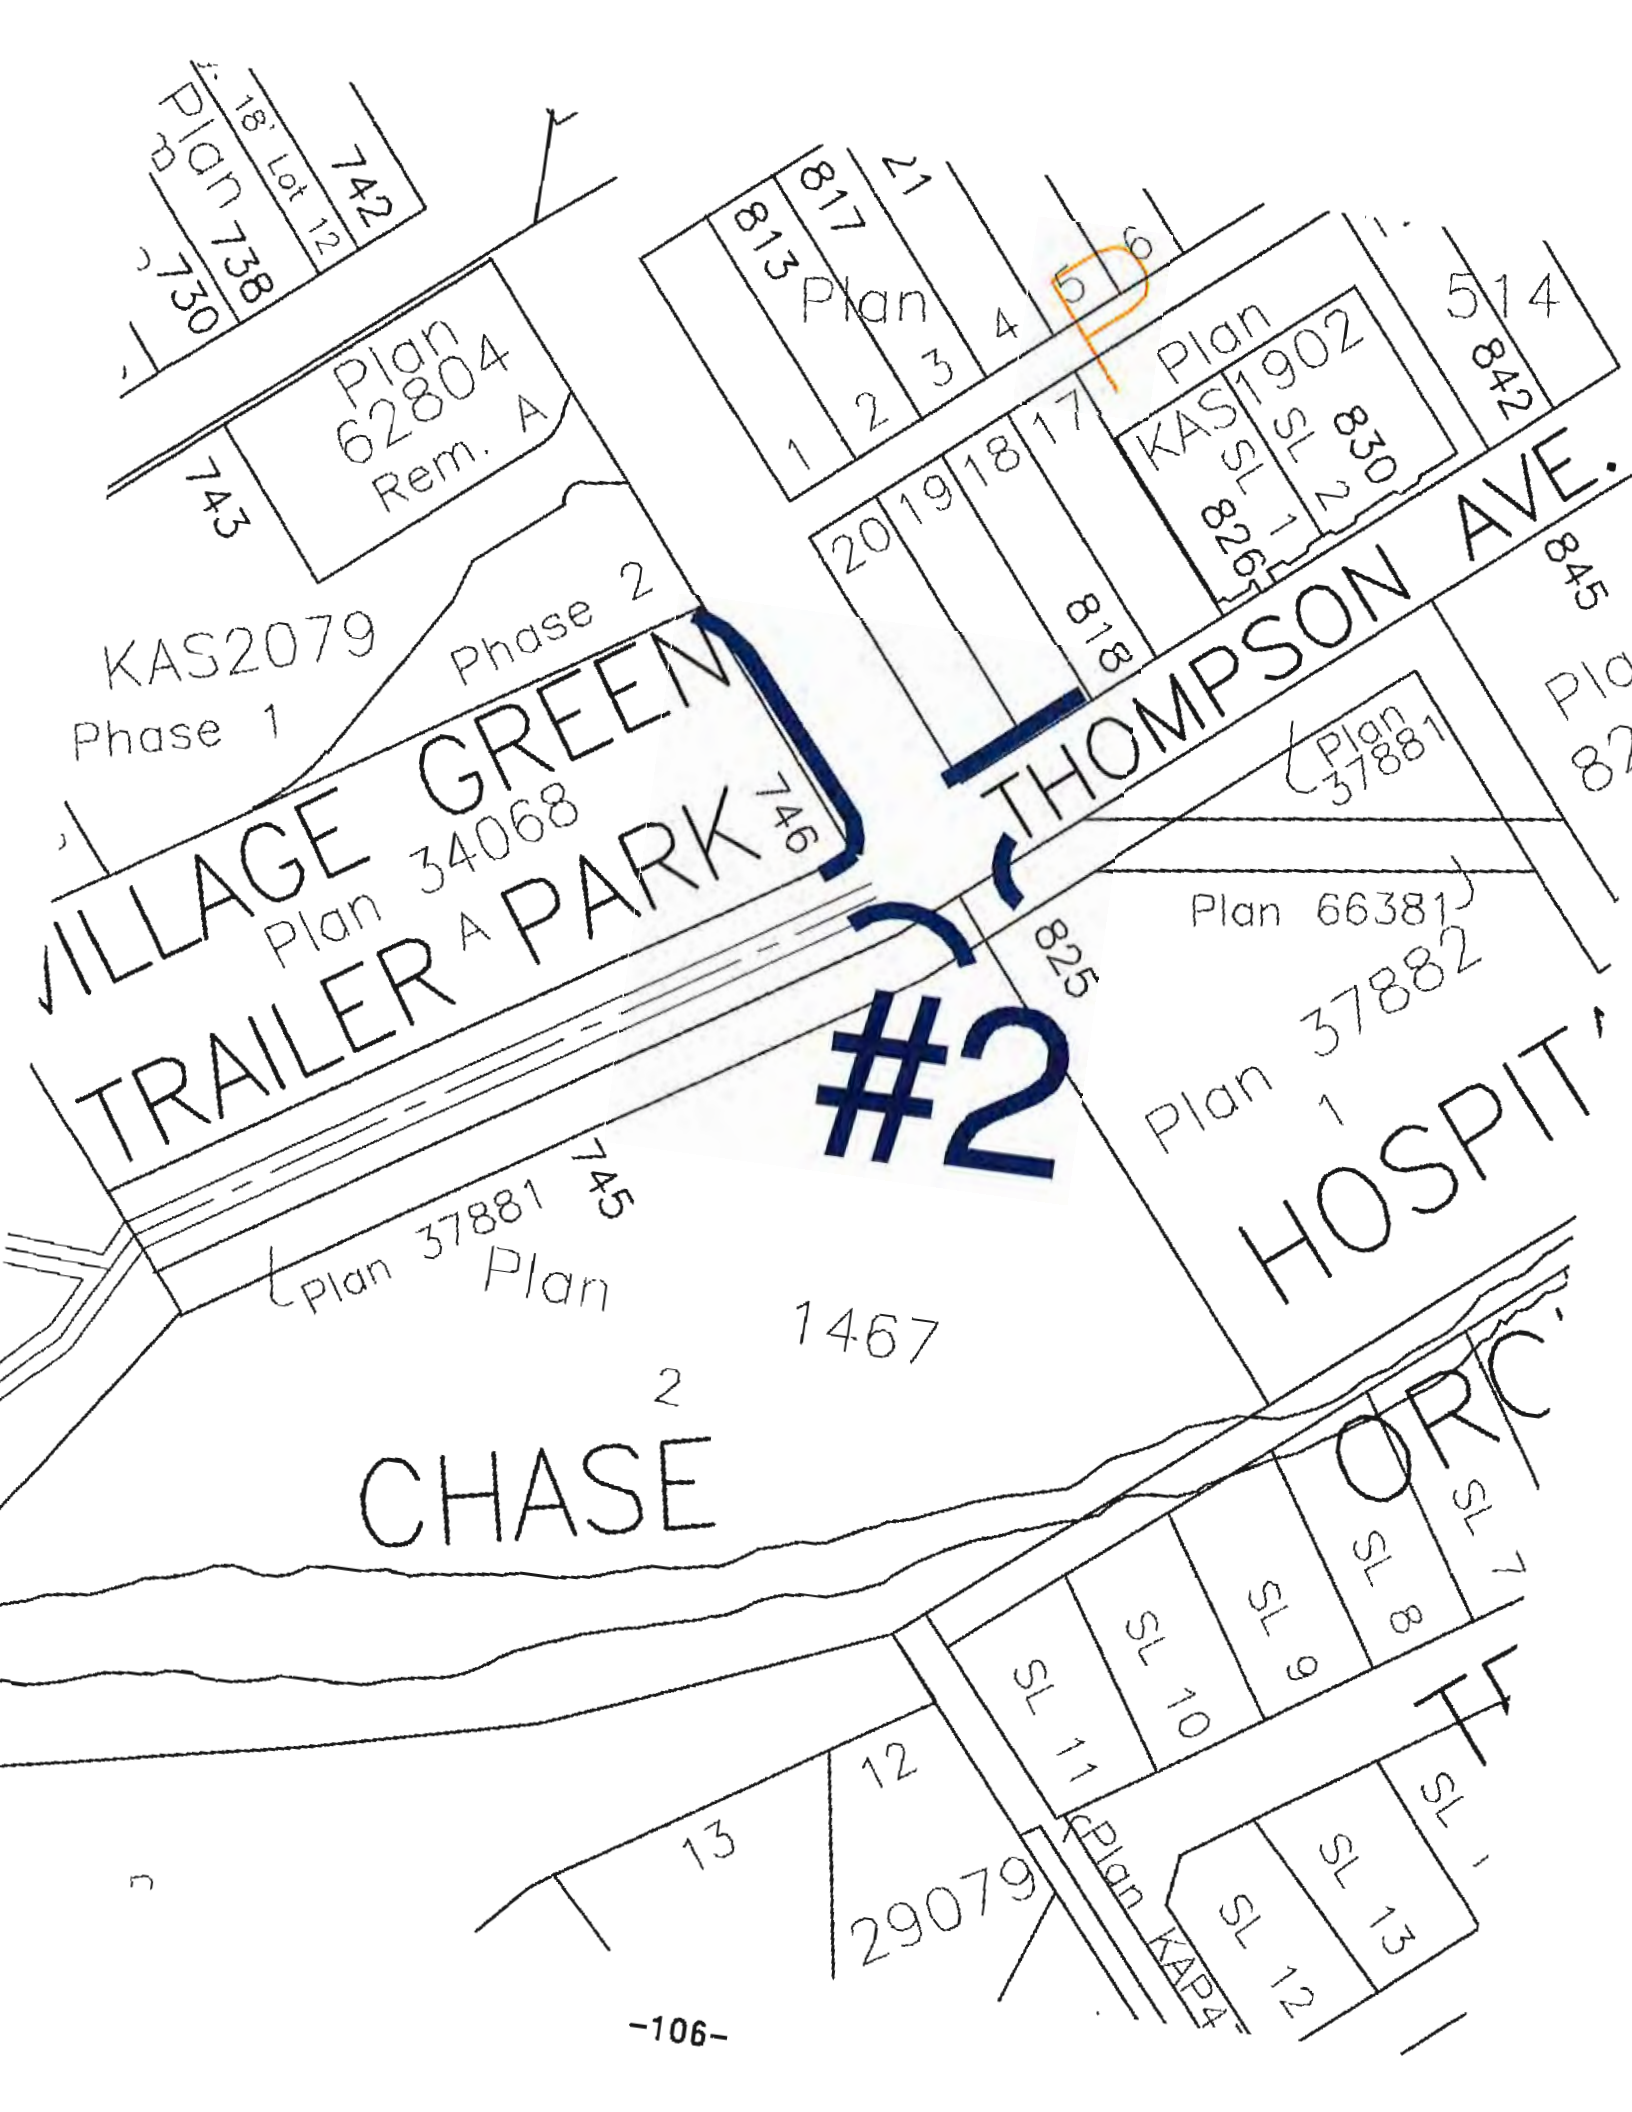 Plan
18' Lot 12
742
738
730
Plan
62804
Rem. A
743
813
817
21
Plan
1
2
3
4
5
6
P
Plan
KAS1902
SL 1
SL 2
826
830
514
842
20
19
18
17
818
THOMPSON AVE.
845
KAS2079
Phase 1
Phase 2
VILLAGE GREEN
Plan 34068
A
TRAILER PARK
746
Plan
37881
Plan 66381
825
#2
Plan 37882
1
HOSPIT'
745
Plan 37881
Plan
1467
2
CHASE
ORC'
SL 7
SL 8
SL 9
SL 10
SL 11
12
13
29079
Plan KAP4
SL
SL 13
SL 12
-106-